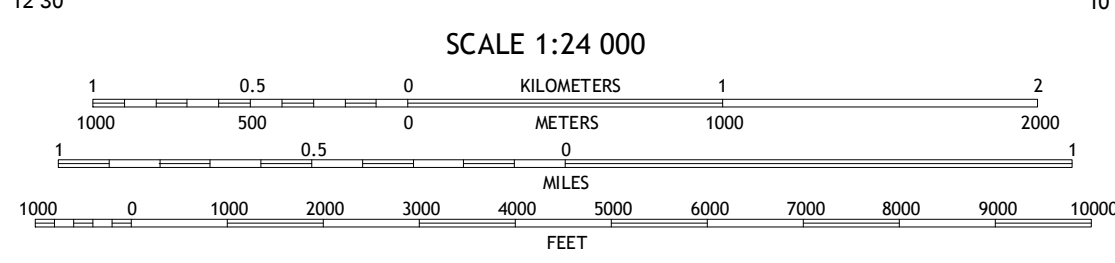 12'30"
10'
SCALE 1:24 000
1 0.5 0 KILOMETERS 1 2
1000 500 0 METERS 1000 2000
1 0.5 0 1
MILES
1000 0 1000 2000 3000 4000 5000 6000 7000 8000 9000 10000
FEET